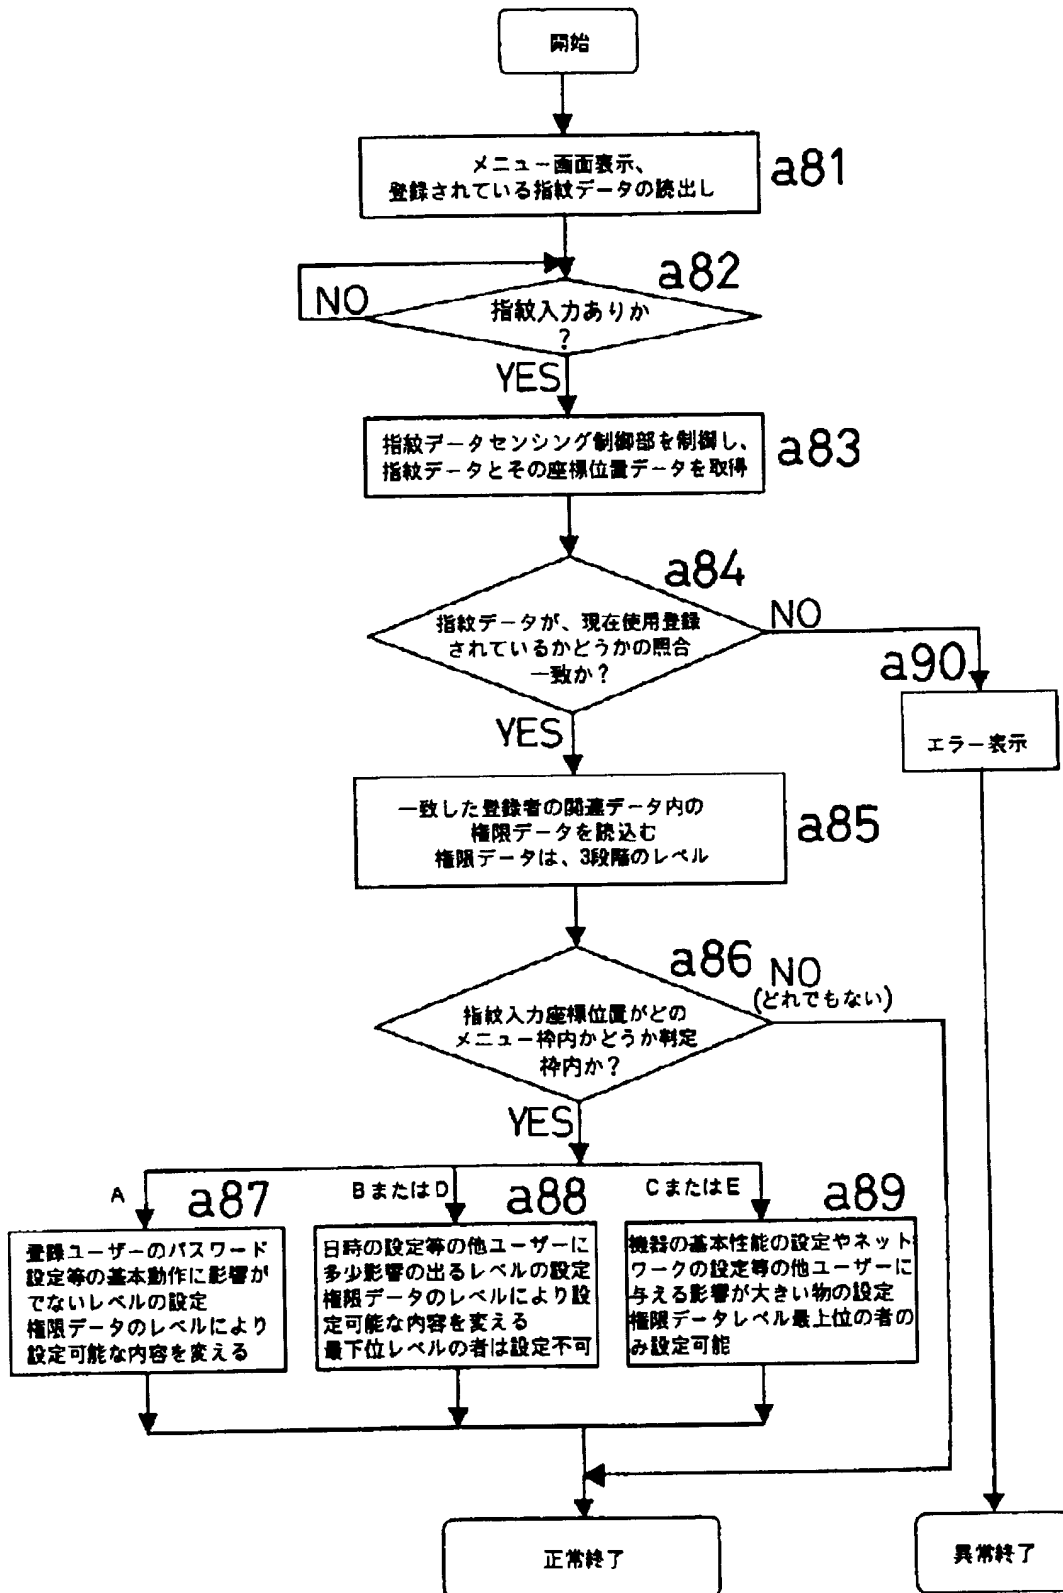 開始
メニュー画面表示、
登録されている指紋データの読出し
a81
a82
NO
指紋入力ありか
?
YES
指紋データセンシング制御部を制御し、
指紋データとその座標位置データを取得
a83
a84
NO
指紋データが、現在使用登録
されているかどうかの照合
一致か?
a90
エラー表示
YES
一致した登録者の関連データ内の
権限データを読込む
権限データは、3段階のレベル
a85
a86
NO
(どれでもない)
指紋入力座標位置がどの
メニュー枠内かどうか判定
枠内か?
YES
A
a87
BまたはD
a88
CまたはE
a89
登録ユーザーのパスワード
設定等の基本動作に影響が
でないレベルの設定
権限データのレベルにより
設定可能な内容を変える
日時の設定等の他ユーザーに
多少影響の出るレベルの設定
権限データのレベルにより設
定可能な内容を変える
最下位レベルの者は設定不可
機器の基本性能の設定やネット
ワークの設定等の他ユーザーに
与える影響が大きい物の設定
権限データレベル最上位の者の
み設定可能
正常終了
異常終了